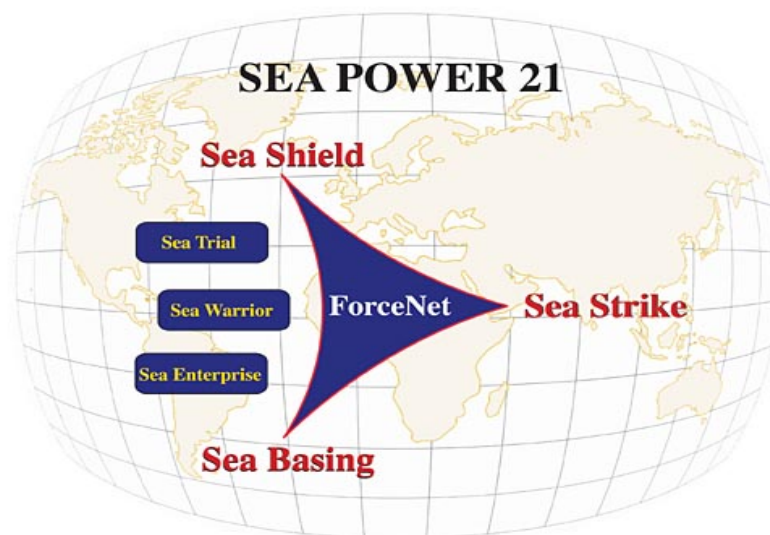 SEA POWER 21
Sea Shield
Sea Trial
Sea Warrior
ForceNet
Sea Strike
Sea Enterprise
Sea Basing